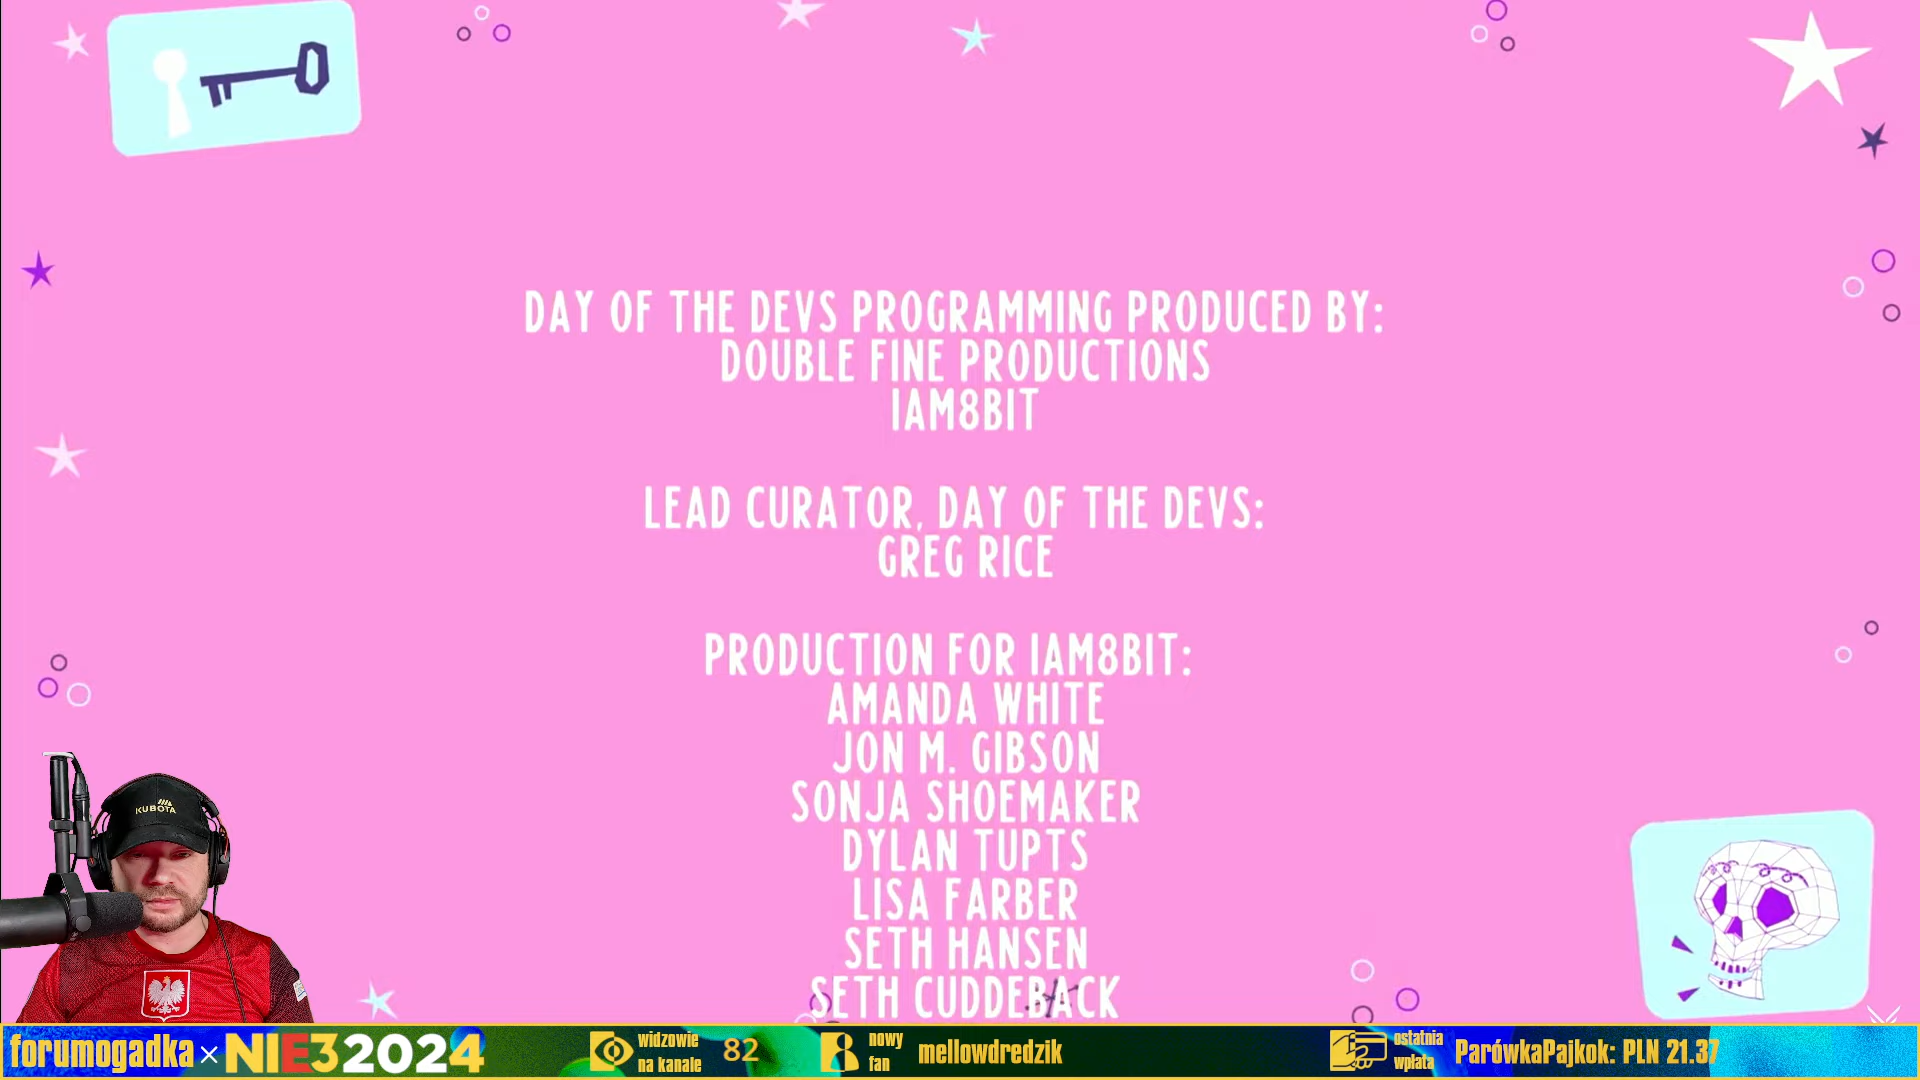 DAY OF THE DEVS PROGRAMMING PRODUCED BY:
DOUBLE FINE PRODUCTIONS
IAM8BIT
LEAD CURATOR, DAY OF THE DEVS:
GREG RICE
PRODUCTION FOR IAM8BIT:
AMANDA WHITE
JON M. GIBSON
SONJA SHOEMAKER
DYLAN TUPTS
LISA FARBER
SETH HANSEN
SETH CUDDEBACK
KUBOTA
forumogadka × NIE32024
widzowie
na kanale
82
nowy
fan
mellowdredzik
ostatnia
wpłata
ParówkaPajkok: PLN 21.37